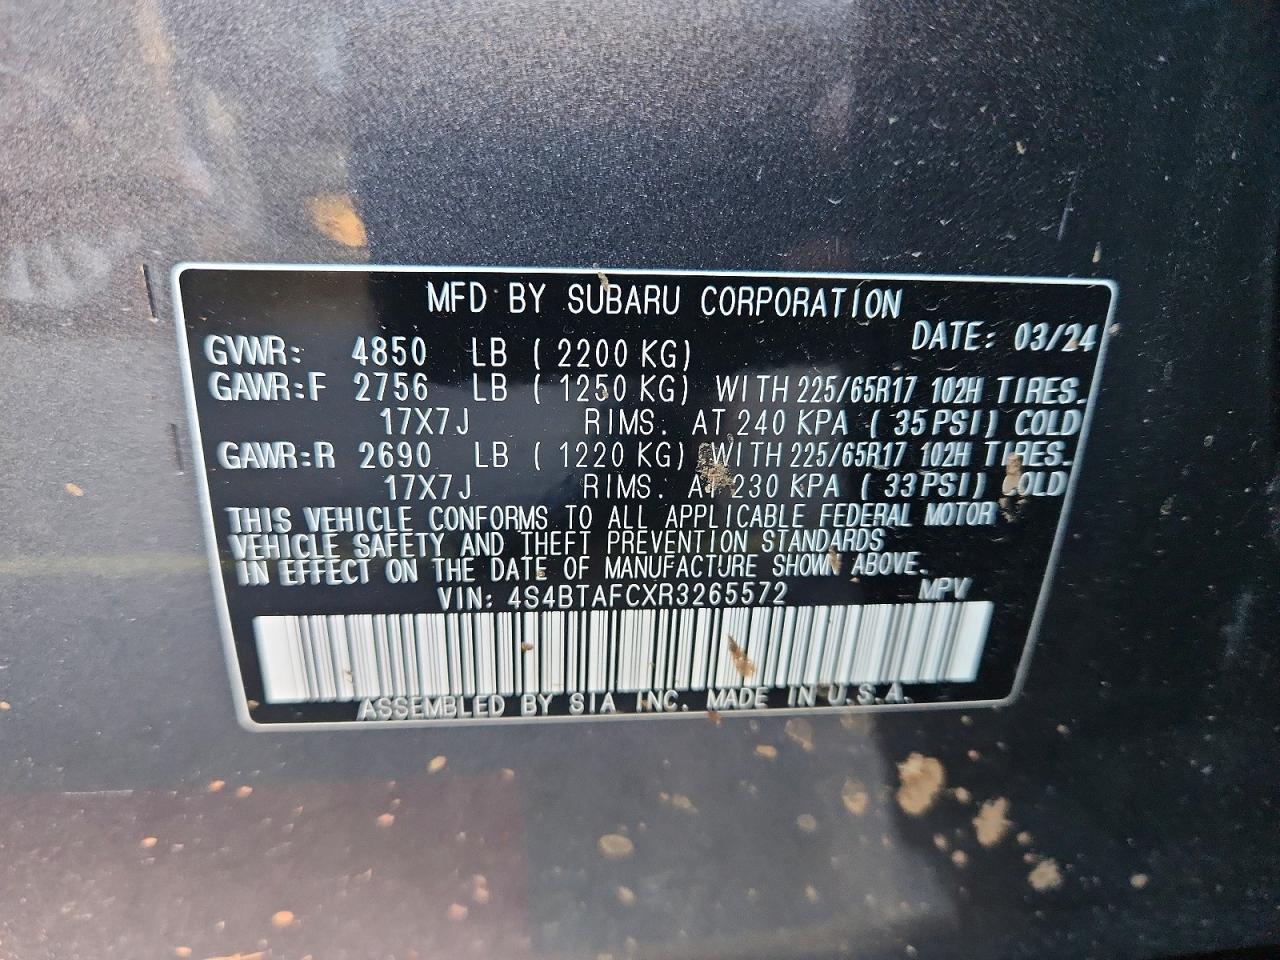 MFD BY SUBARU CORPORATION
DATE: 03/24
GVWR: 4850 LB ( 2200 KG)
GAWR:F 2756 LB ( 1250 KG) WITH 225/65R17 102H TIRES.
17X7J RIMS. AT 240 KPA ( 35 PSI) COLD
GAWR:R 2690 LB ( 1220 KG) WITH 225/65R17 102H TIRES.
17X7J RIMS. AT 230 KPA ( 33 PSI) COLD
THIS VEHICLE CONFORMS TO ALL APPLICABLE FEDERAL MOTOR
VEHICLE SAFETY AND THEFT PREVENTION STANDARDS
IN EFFECT ON THE DATE OF MANUFACTURE SHOWN ABOVE.
VIN: 4S4BTAFCXR3265572 MPV
ASSEMBLED BY SIA INC. MADE IN U.S.A.